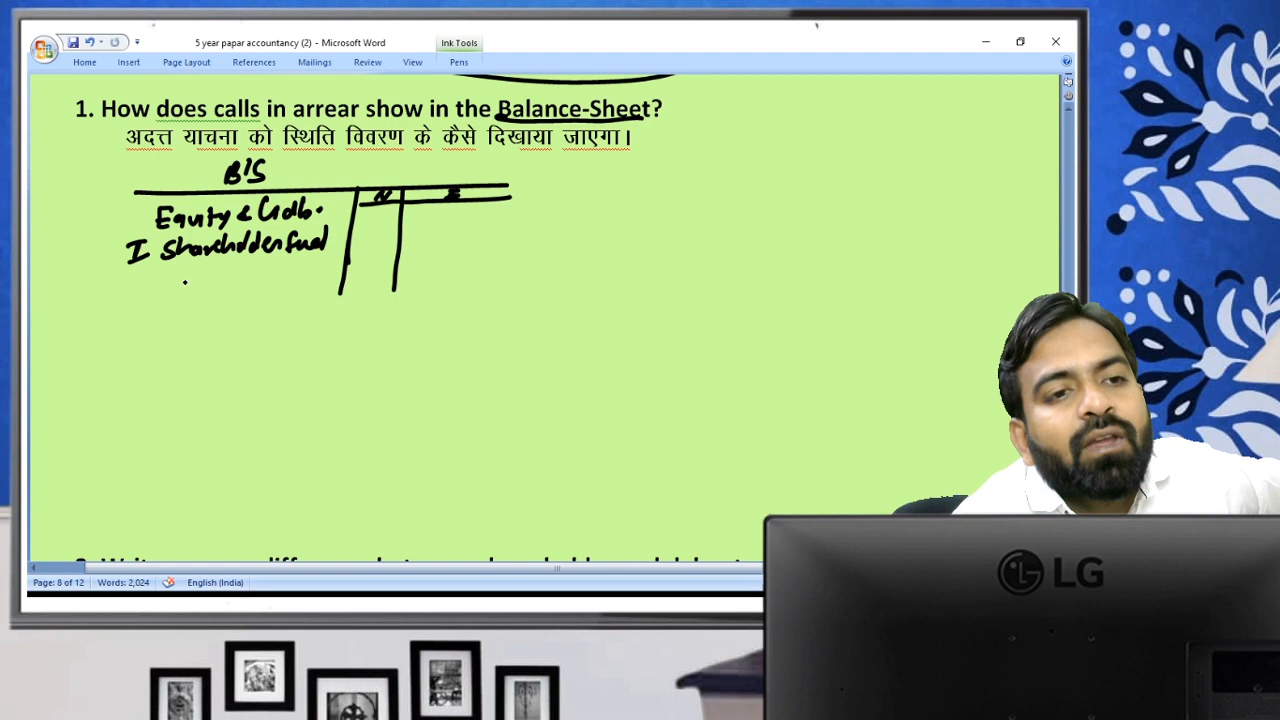 5 year papar accountancy (2) - Microsoft Word
Ink Tools
Home Insert Page Layout References Mailings Review View Pens
1. How does calls in arrear show in the Balance-Sheet?
अदत्त याचना को स्थिति विवरण के कैसे दिखाया जाएगा।
B/S
N
Equity &
I Shareholders fund
Page: 8 of 12 Words: 2,024 English (India)
LG